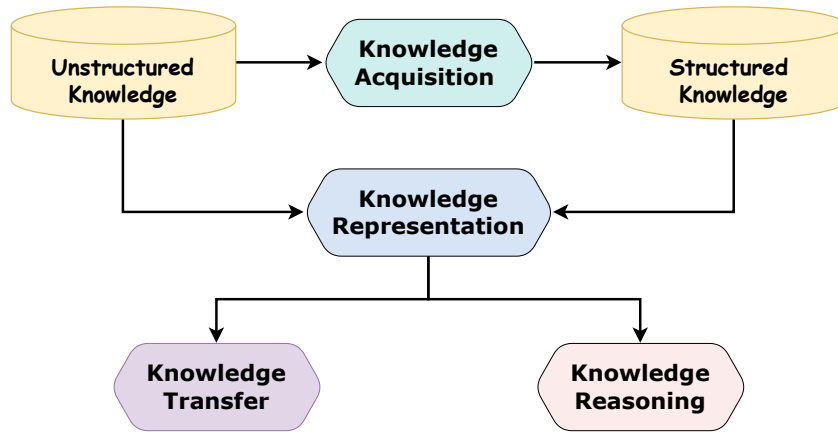 Unstructured
Knowledge
Knowledge
Acquisition
Structured
Knowledge
Knowledge
Representation
Knowledge
Transfer
Knowledge
Reasoning